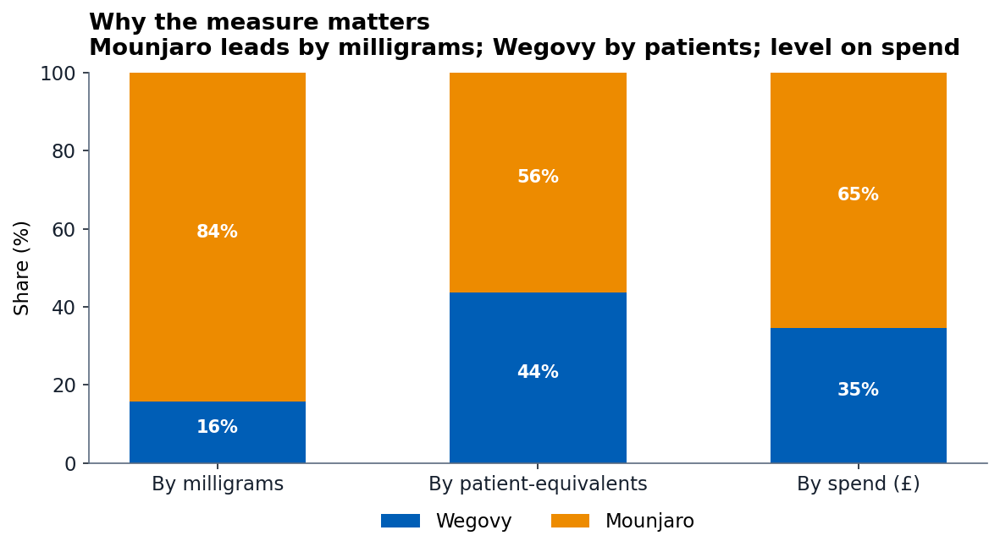 Why the measure matters
Mounjaro leads by milligrams; Wegovy by patients; level on spend
Share (%)
100
80
60
40
20
0
84%
16%
56%
44%
65%
35%
By milligrams
By patient-equivalents
By spend (£)
Wegovy
Mounjaro